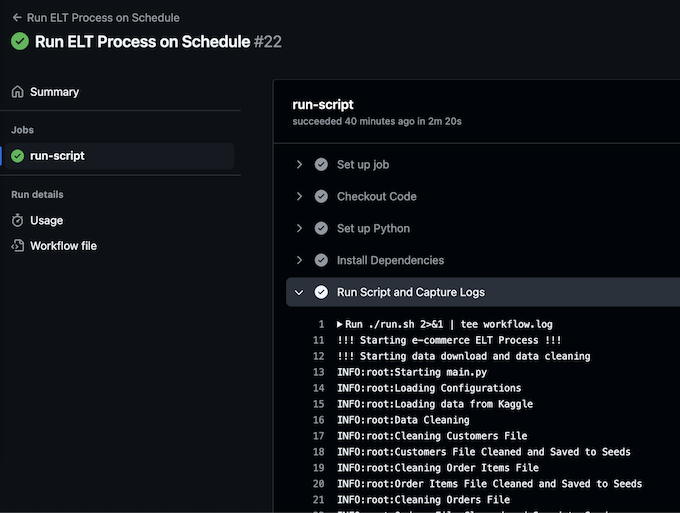 Run ELT Process on Schedule
Run ELT Process on Schedule #22
Summary
Jobs
run-script
Run details
Usage
Workflow file
run-script
succeeded 40 minutes ago in 2m 20s
Set up job
Checkout Code
Set up Python
Install Dependencies
Run Script and Capture Logs
1 Run ./run.sh 2>&1 | tee workflow.log
11 !!! Starting e-commerce ELT Process !!!
12 !!! Starting data download and data cleaning
13 INFO:root:Starting main.py
14 INFO:root:Loading Configurations
15 INFO:root:Loading data from Kaggle
16 INFO:root:Data Cleaning
17 INFO:root:Cleaning Customers File
18 INFO:root:Customers File Cleaned and Saved to Seeds
19 INFO:root:Cleaning Order Items File
20 INFO:root:Order Items File Cleaned and Saved to Seeds
21 INFO:root:Cleaning Orders File